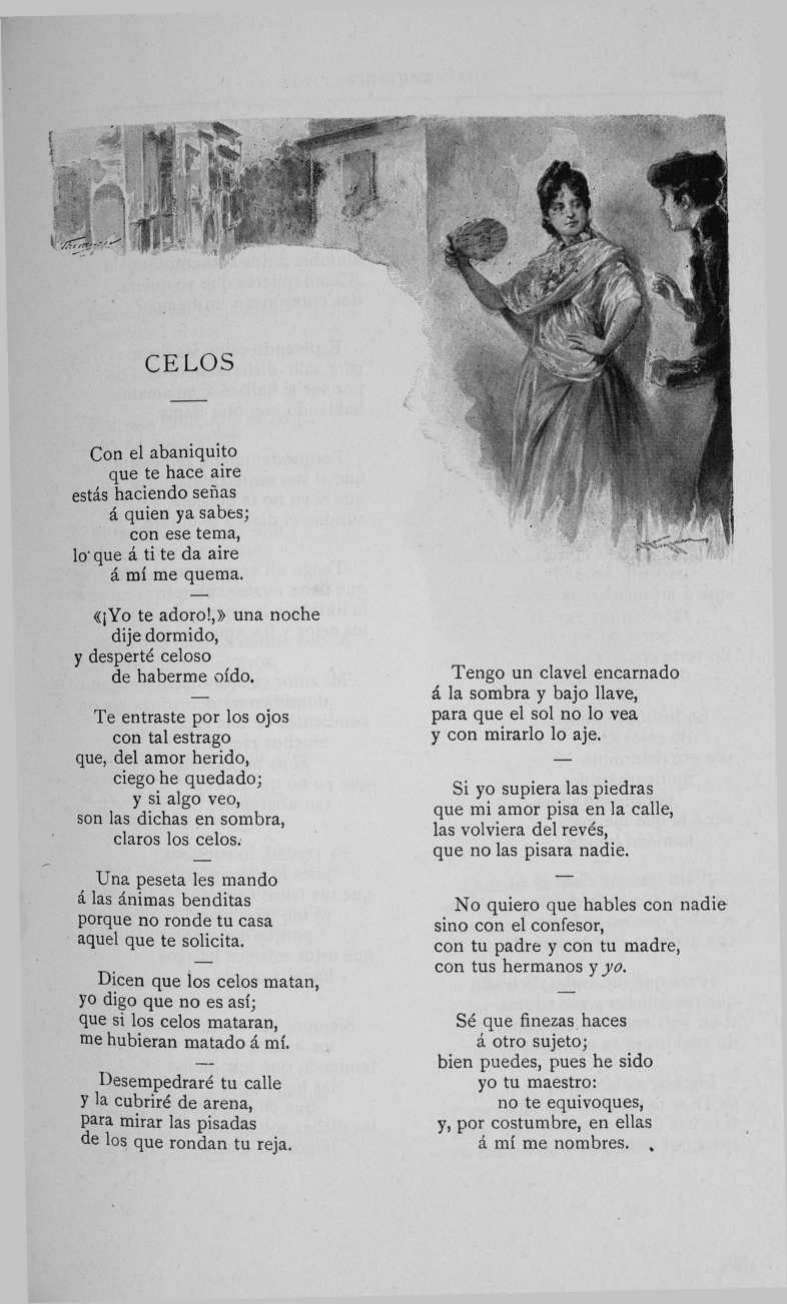 CELOS
Con el abaniquito
que te hace aire
estás haciendo señas
á quien ya sabes;
con ese tema,
lo que á ti te da aire
á mí me quema.
«¡Yo te adoro!,» una noche
dije dormido,
y desperté celoso
de haberme oído.
Te entraste por los ojos
con tal estrago
que, del amor herido,
ciego he quedado;
y si algo veo,
son las dichas en sombra,
claros los celos.
Una peseta les mando
á las ánimas benditas
porque no ronde tu casa
aquel que te solicita.
Dicen que los celos matan,
yo digo que no es así;
que si los celos mataran,
me hubieran matado á mí.
Desempedraré tu calle
y la cubriré de arena,
para mirar las pisadas
de los que rondan tu reja.
Tengo un clavel encarnado
á la sombra y bajo llave,
para que el sol no lo vea
y con mirarlo lo aje.
Si yo supiera las piedras
que mi amor pisa en la calle,
las volviera del revés,
que no las pisara nadie.
No quiero que hables con nadie
sino con el confesor,
con tu padre y con tu madre,
con tus hermanos y yo.
Sé que finezas haces
á otro sujeto;
bien puedes, pues he sido
yo tu maestro:
no te equivoques,
y, por costumbre, en ellas
á mí me nombres.